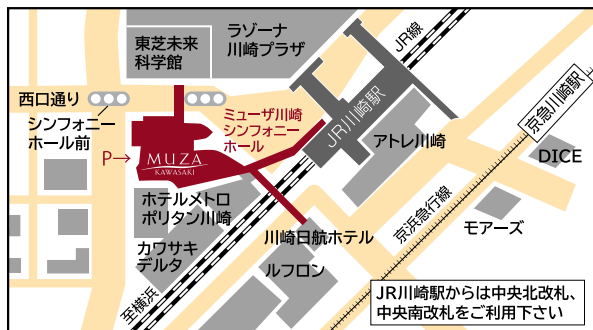 ラゾーナ
川崎プラザ
東芝未来
科学館
JR線
西口通り
シンフォニー
ホール前
ミューザ川崎
シンフォニー
ホール
JR川崎駅
アトレ川崎
京急川崎駅
DICE
P→
MUZA
KAWASAKI
ホテルメトロ
ポリタン川崎
カワサキ
デルタ
川崎日航ホテル
ルフロン
京浜急行線
モアーズ
至横浜
JR川崎駅からは中央北改札、
中央南改札をご利用下さい